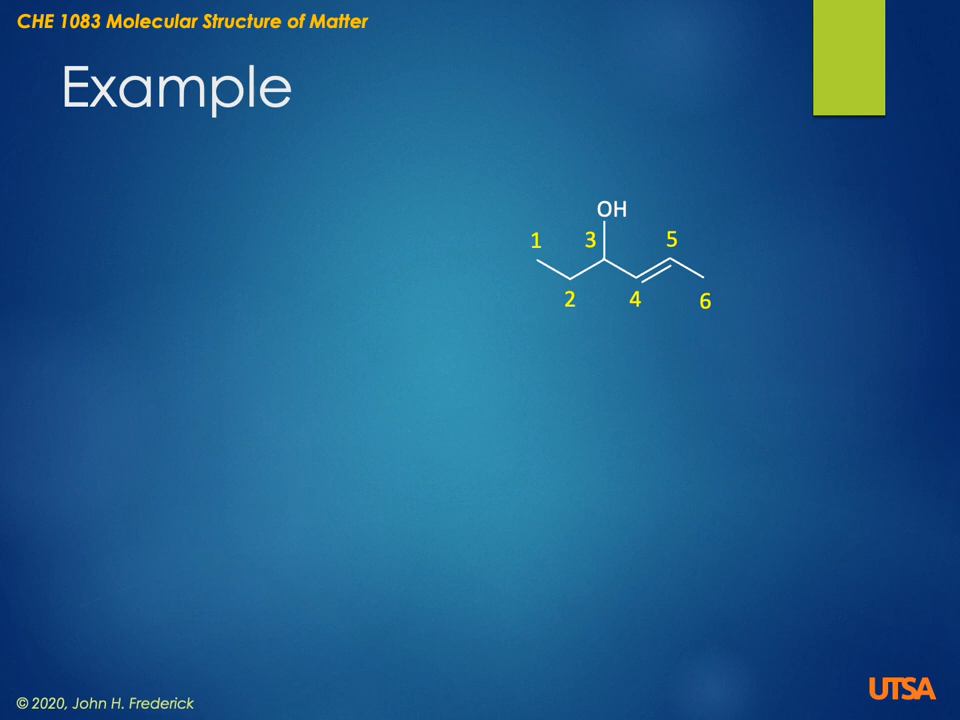 CHE 1083 Molecular Structure of Matter
Example
OH
1 3 5
2 4 6
© 2020, John H. Frederick
UTSA